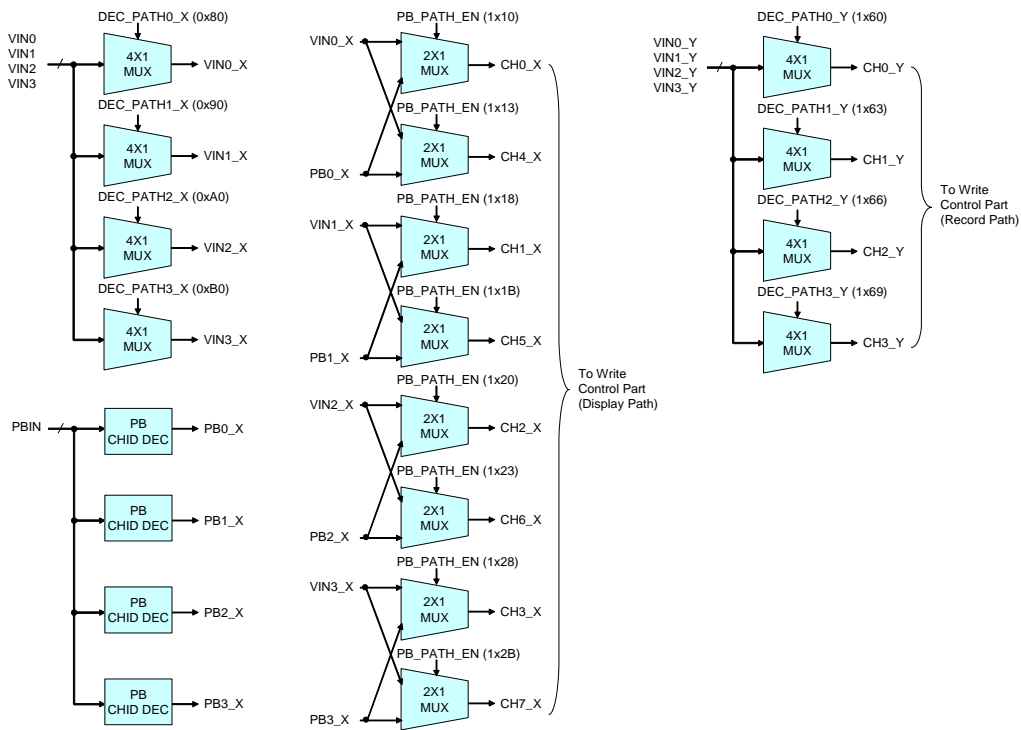 DEC_PATH0_X (0x80)
VIN0
VIN1
VIN2
VIN3
4X1
MUX
VIN0_X
DEC_PATH1_X (0x90)
4X1
MUX
VIN1_X
DEC_PATH2_X (0xA0)
4X1
MUX
VIN2_X
DEC_PATH3_X (0xB0)
4X1
MUX
VIN3_X
PBIN
PB
CHID DEC
PB0_X
PB
CHID DEC
PB1_X
PB
CHID DEC
PB2_X
PB
CHID DEC
PB3_X
PB_PATH_EN (1x10)
VIN0_X
2X1
MUX
CH0_X
PB_PATH_EN (1x13)
2X1
MUX
CH4_X
PB0_X
PB_PATH_EN (1x18)
VIN1_X
2X1
MUX
CH1_X
PB_PATH_EN (1x1B)
2X1
MUX
CH5_X
PB1_X
PB_PATH_EN (1x20)
VIN2_X
2X1
MUX
CH2_X
PB_PATH_EN (1x23)
2X1
MUX
CH6_X
PB2_X
PB_PATH_EN (1x28)
VIN3_X
2X1
MUX
CH3_X
PB_PATH_EN (1x2B)
2X1
MUX
CH7_X
PB3_X
To Write
Control Part
(Display Path)
DEC_PATH0_Y (1x60)
VIN0_Y
VIN1_Y
VIN2_Y
VIN3_Y
4X1
MUX
CH0_Y
DEC_PATH1_Y (1x63)
4X1
MUX
CH1_Y
DEC_PATH2_Y (1x66)
4X1
MUX
CH2_Y
DEC_PATH3_Y (1x69)
4X1
MUX
CH3_Y
To Write
Control Part
(Record Path)